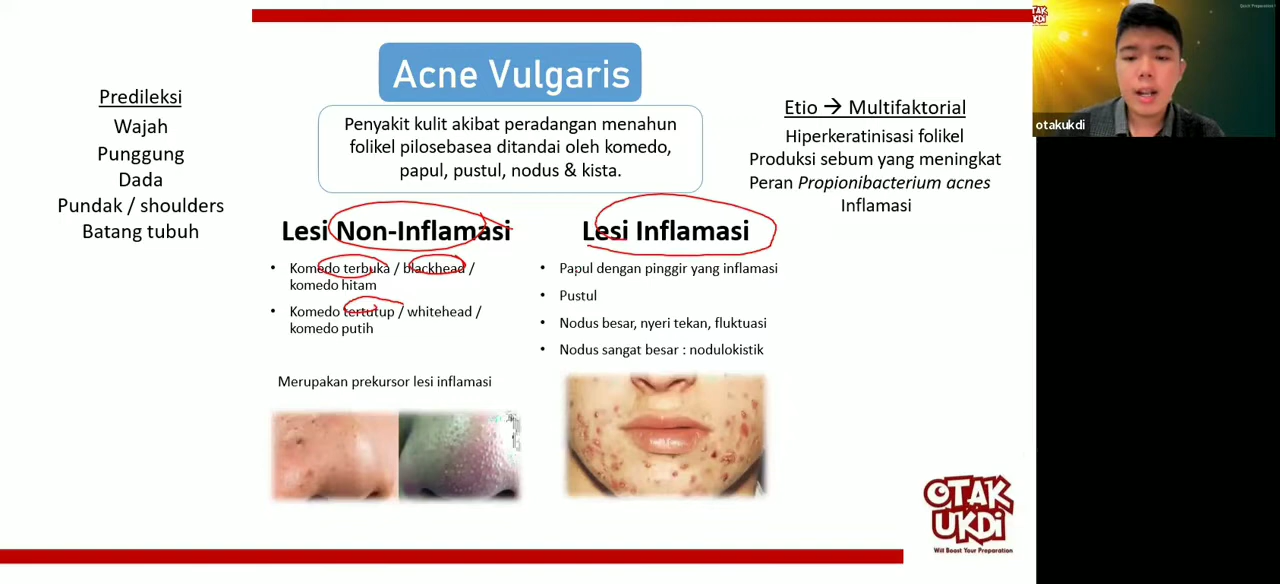 Acne Vulgaris
Penyakit kulit akibat peradangan menahun
folikel pilosebasea ditandai oleh komedo,
papul, pustul, nodus & kista.
Predileksi
Wajah
Punggung
Dada
Pundak / shoulders
Batang tubuh
Etio → Multifaktorial
Hiperkeratinisasi folikel
Produksi sebum yang meningkat
Peran Propionibacterium acnes
Inflamasi
Lesi Non-Inflamasi
• Komedo terbuka / blackhead /
komedo hitam
• Komedo tertutup / whitehead /
komedo putih
Merupakan prekursor lesi inflamasi
Lesi Inflamasi
• Papul dengan pinggir yang inflamasi
• Pustul
• Nodus besar, nyeri tekan, fluktuasi
• Nodus sangat besar : nodulokistik
OTAK
UKDI
Will Boost Your Preparation
otakukdi